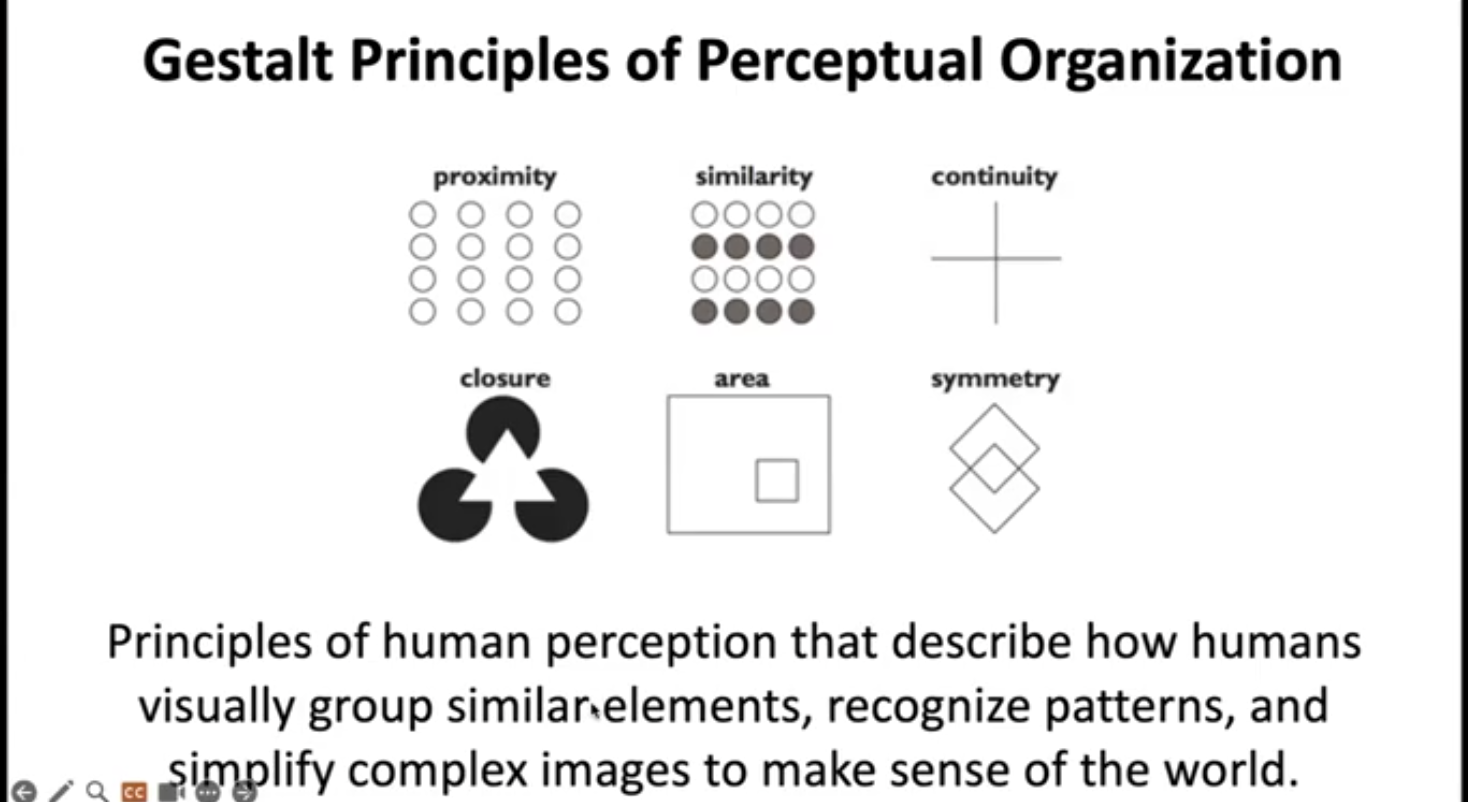 Gestalt Principles of Perceptual Organization
proximity
similarity
continuity
closure
area
symmetry
Principles of human perception that describe how humans
visually group similar elements, recognize patterns, and
simplify complex images to make sense of the world.
CC